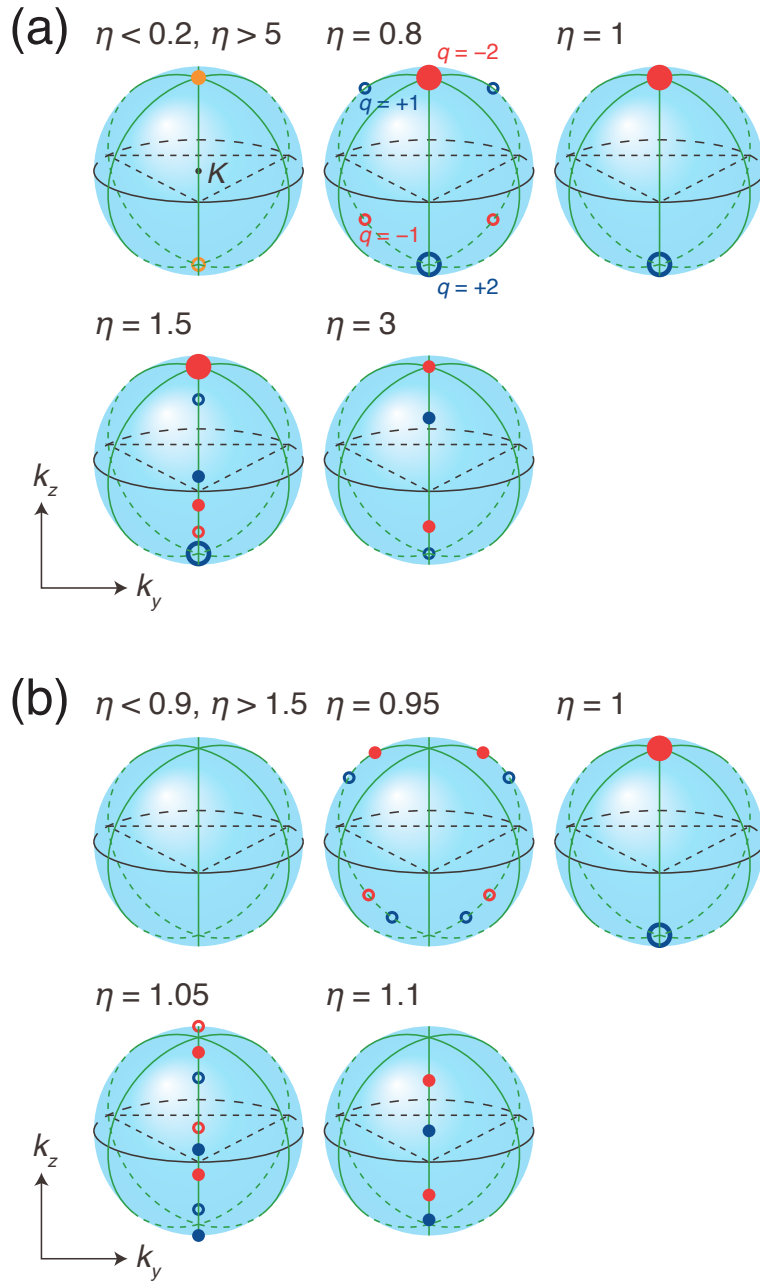 (a)
η < 0.2, η > 5
η = 0.8
η = 1
q = −2
q = +1
K
q = −1
q = +2
η = 1.5
η = 3
k_z
k_y
(b)
η < 0.9, η > 1.5
η = 0.95
η = 1
η = 1.05
η = 1.1
k_z
k_y